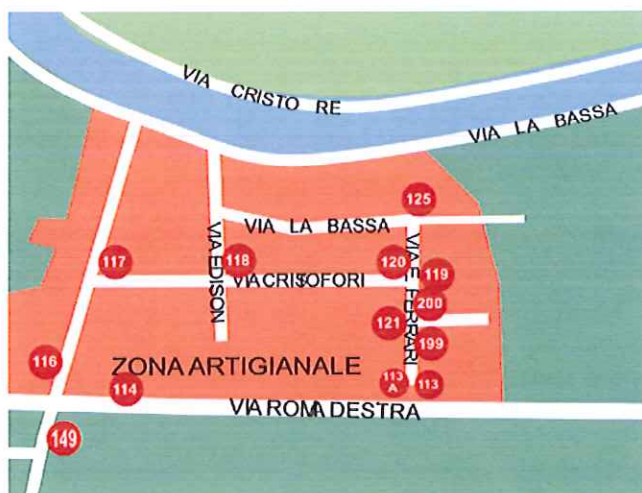 VIA CRISTO RE
VIA LA BASSA
125
VIA LA BASSA
VIA EDISON
VIA F. FERRARI
117
118
120
119
VIA CRISOFORI
200
121
199
116
ZONA ARTIGIANALE
114
113 A
113
VIA ROMA DESTRA
149